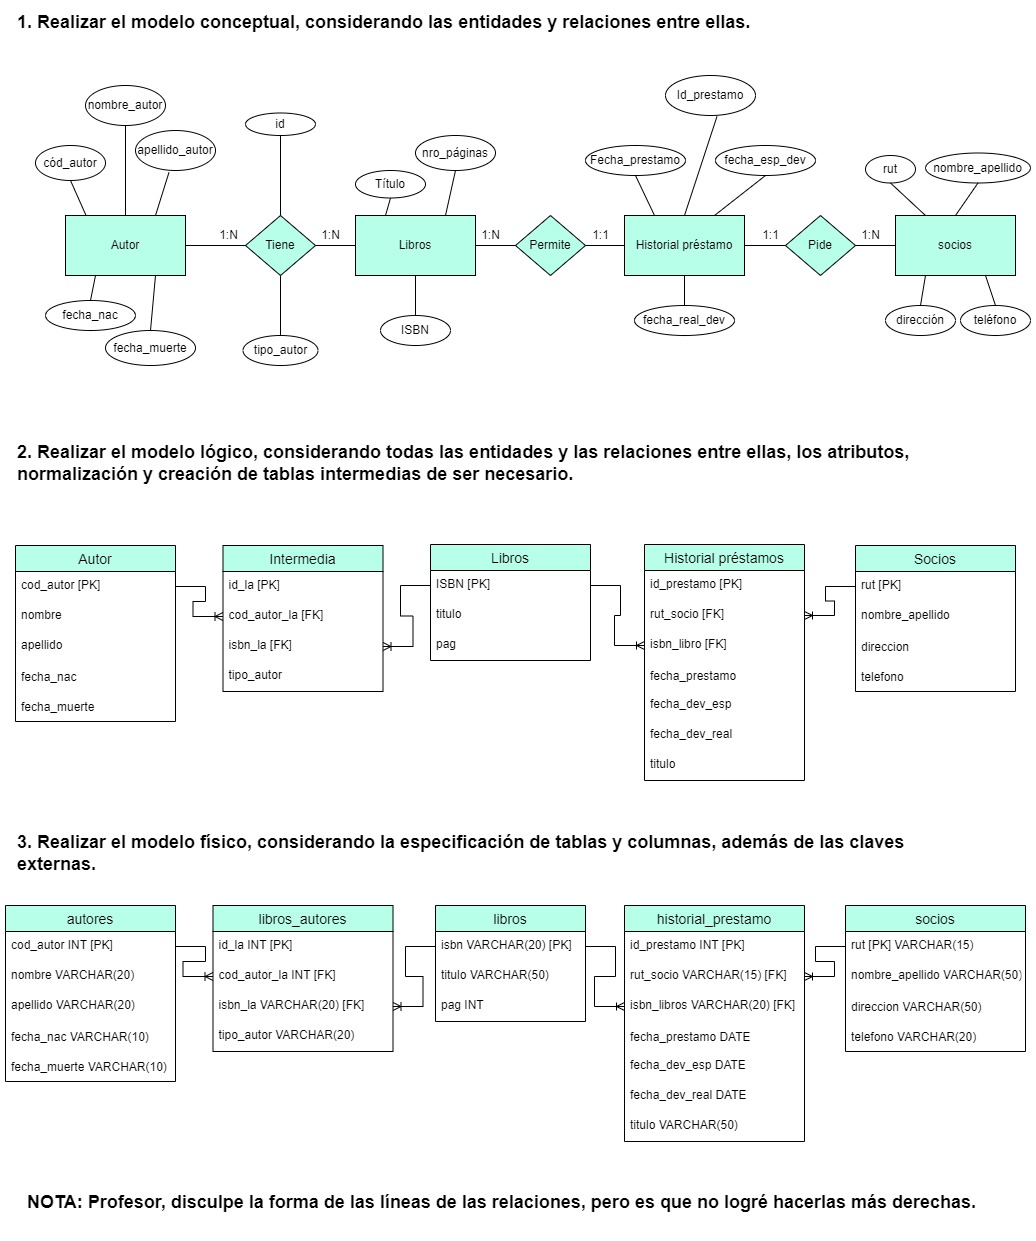 1. Realizar el modelo conceptual, considerando las entidades y relaciones entre ellas.
nombre_autor
cód_autor
apellido_autor
id
Título
nro_páginas
Id_prestamo
Fecha_prestamo
fecha_esp_dev
rut
nombre_apellido
Autor
1:N
Tiene
1:N
Libros
1:N
Permite
1:1
Historial préstamo
1:1
Pide
1:N
socios
fecha_nac
fecha_muerte
tipo_autor
ISBN
fecha_real_dev
dirección
teléfono
2. Realizar el modelo lógico, considerando todas las entidades y las relaciones entre ellas, los atributos,
normalización y creación de tablas intermedias de ser necesario.
Autor
cod_autor [PK]
nombre
apellido
fecha_nac
fecha_muerte
Intermedia
id_la [PK]
cod_autor_la [FK]
isbn_la [FK]
tipo_autor
Libros
ISBN [PK]
titulo
pag
Historial préstamos
id_prestamo [PK]
rut_socio [FK]
isbn_libro [FK]
fecha_prestamo
fecha_dev_esp
fecha_dev_real
titulo
Socios
rut [PK]
nombre_apellido
direccion
telefono
3. Realizar el modelo físico, considerando la especificación de tablas y columnas, además de las claves
externas.
autores
cod_autor INT [PK]
nombre VARCHAR(20)
apellido VARCHAR(20)
fecha_nac VARCHAR(10)
fecha_muerte VARCHAR(10)
libros_autores
id_la INT [PK]
cod_autor_la INT [FK]
isbn_la VARCHAR(20) [FK]
tipo_autor VARCHAR(20)
libros
isbn VARCHAR(20) [PK]
titulo VARCHAR(50)
pag INT
historial_prestamo
id_prestamo INT [PK]
rut_socio VARCHAR(15) [FK]
isbn_libros VARCHAR(20) [FK]
fecha_prestamo DATE
fecha_dev_esp DATE
fecha_dev_real DATE
titulo VARCHAR(50)
socios
rut [PK] VARCHAR(15)
nombre_apellido VARCHAR(50)
direccion VARCHAR(50)
telefono VARCHAR(20)
NOTA: Profesor, disculpe la forma de las líneas de las relaciones, pero es que no logré hacerlas más derechas.